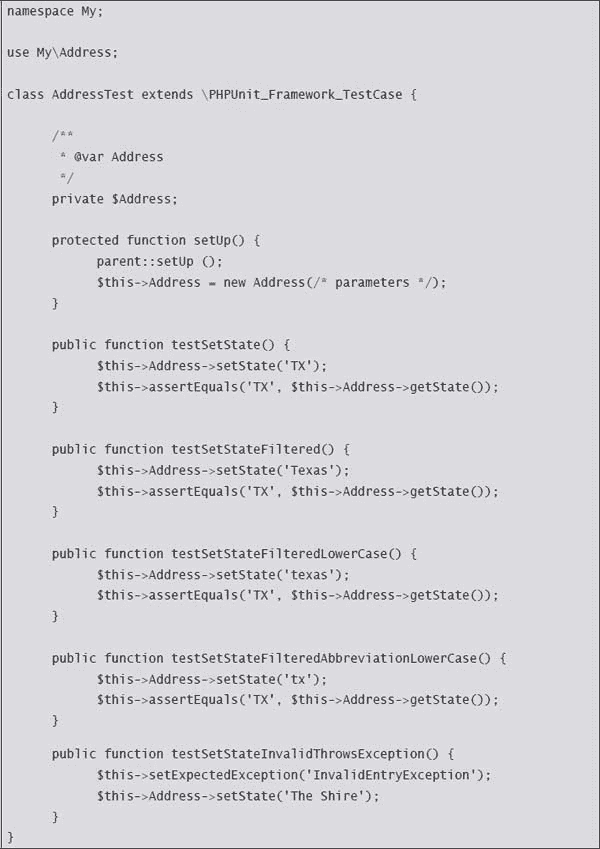 namespace My;

use My\Address;

class AddressTest extends \PHPUnit_Framework_TestCase {

      /**
       * @var Address
       */
      private $Address;

      protected function setUp() {
            parent::setUp ();
            $this->Address = new Address(/* parameters */);
      }

      public function testSetState() {
            $this->Address->setState('TX');
            $this->assertEquals('TX', $this->Address->getState());
      }

      public function testSetStateFiltered() {
            $this->Address->setState('Texas');
            $this->assertEquals('TX', $this->Address->getState());
      }

      public function testSetStateFilteredLowerCase() {
            $this->Address->setState('texas');
            $this->assertEquals('TX', $this->Address->getState());
      }

      public function testSetStateFilteredAbbreviationLowerCase() {
            $this->Address->setState('tx');
            $this->assertEquals('TX', $this->Address->getState());
      }

      public function testSetStateInvalidThrowsException() {
            $this->setExpectedException('InvalidEntryException');
            $this->Address->setState('The Shire');
      }
}